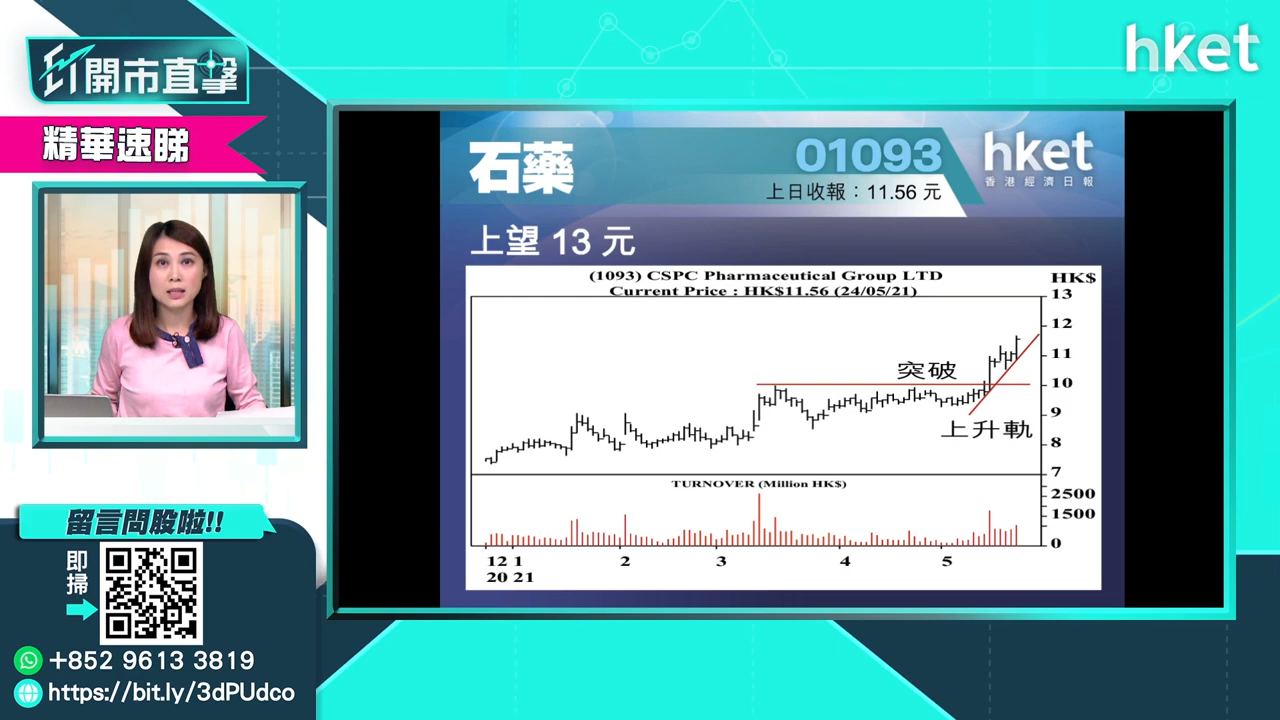 ET開市直擊
精華速睇
hket
石藥
01093
hket
香港經濟日報
上日收報：11.56 元
上望 13 元
(1093) CSPC Pharmaceutical Group LTD
Current Price : HK$11.56 (24/05/21)
HK$
13
12
11
10
9
8
7
突破
上升軌
TURNOVER (Million HK$)
2500
1500
0
12 1 2 3 4 5
20 21
留言問股啦!!
即掃
+852 9613 3819
https://bit.ly/3dPUdco